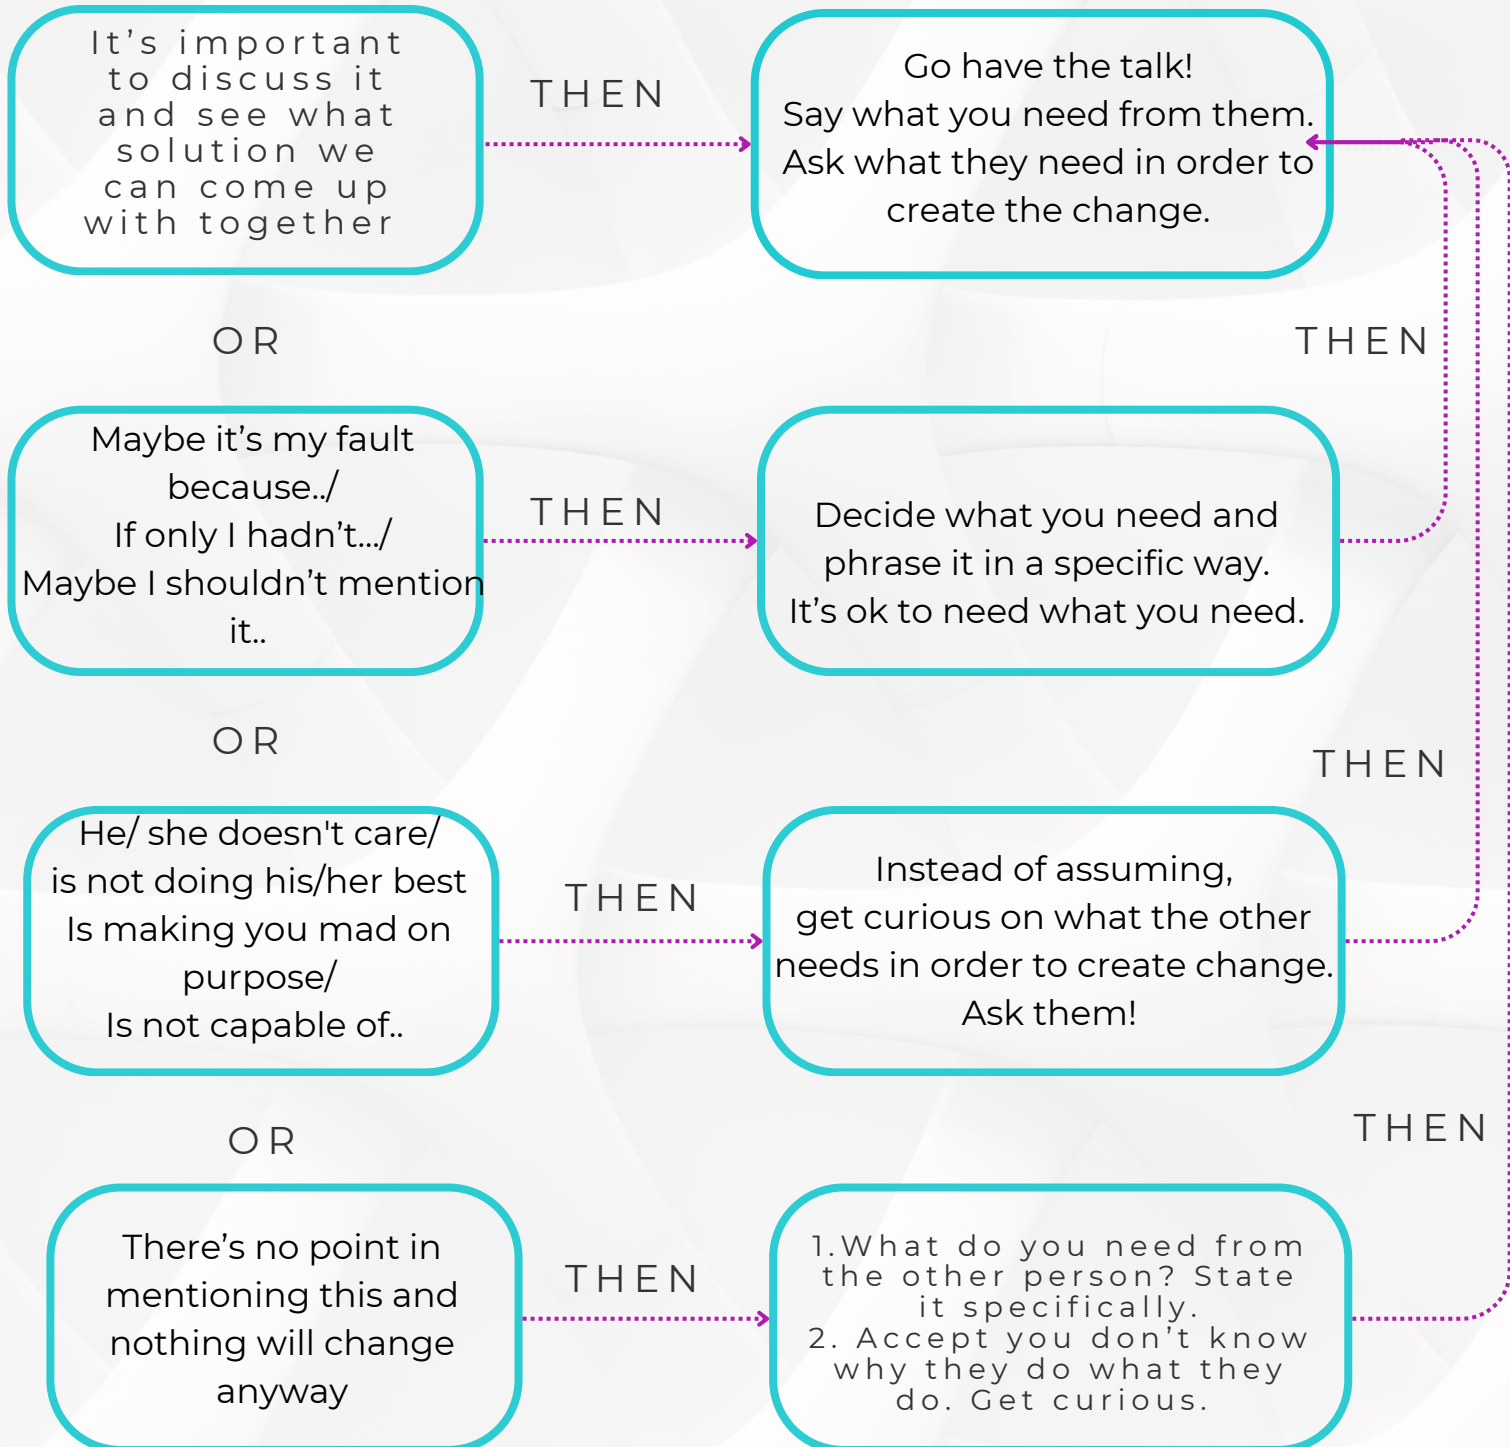 It’s important
to discuss it
and see what
solution we
can come up
with together
THEN
Go have the talk!
Say what you need from them.
Ask what they need in order to
create the change.
OR
THEN
Maybe it’s my fault
because../
If only I hadn’t.../
Maybe I shouldn’t mention
it..
THEN
Decide what you need and
phrase it in a specific way.
It’s ok to need what you need.
OR
THEN
He/ she doesn't care/
is not doing his/her best
Is making you mad on
purpose/
Is not capable of..
THEN
Instead of assuming,
get curious on what the other
needs in order to create change.
Ask them!
OR
THEN
There’s no point in
mentioning this and
nothing will change
anyway
THEN
1.What do you need from
the other person? State
it specifically.
2. Accept you don’t know
why they do what they
do. Get curious.